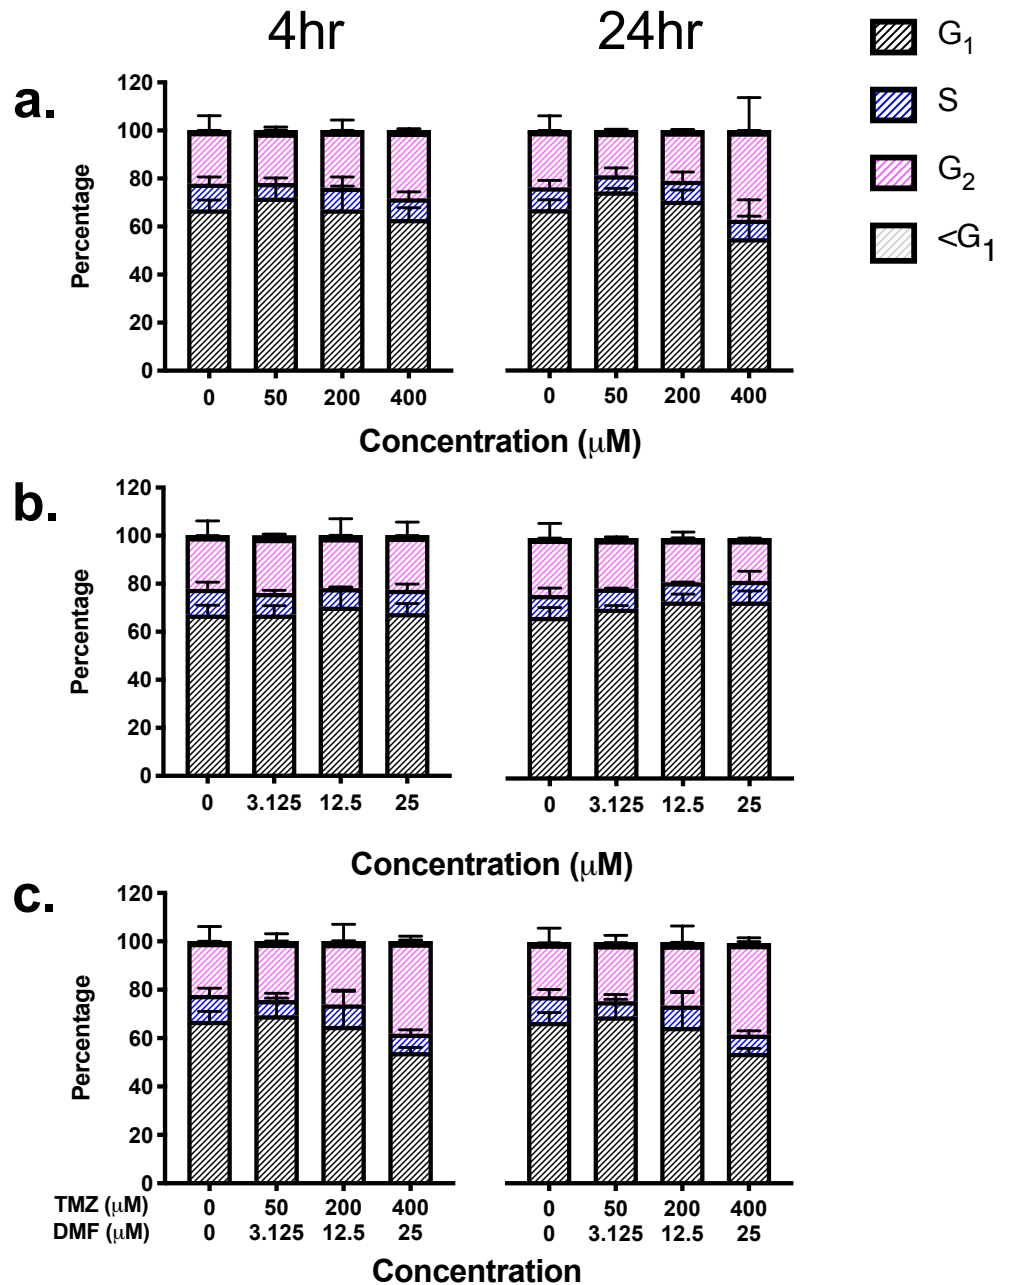 4hr 24hr
G1
S
G2
<G1
a.
Percentage
120
100
80
60
40
20
0
0 50 200 400 0 50 200 400
Concentration (μM)
b.
Percentage
120
100
80
60
40
20
0
0 3.125 12.5 25 0 3.125 12.5 25
Concentration (μM)
c.
Percentage
120
100
80
60
40
20
0
TMZ (μM) 0 50 200 400 0 50 200 400
DMF (μM) 0 3.125 12.5 25 0 3.125 12.5 25
Concentration